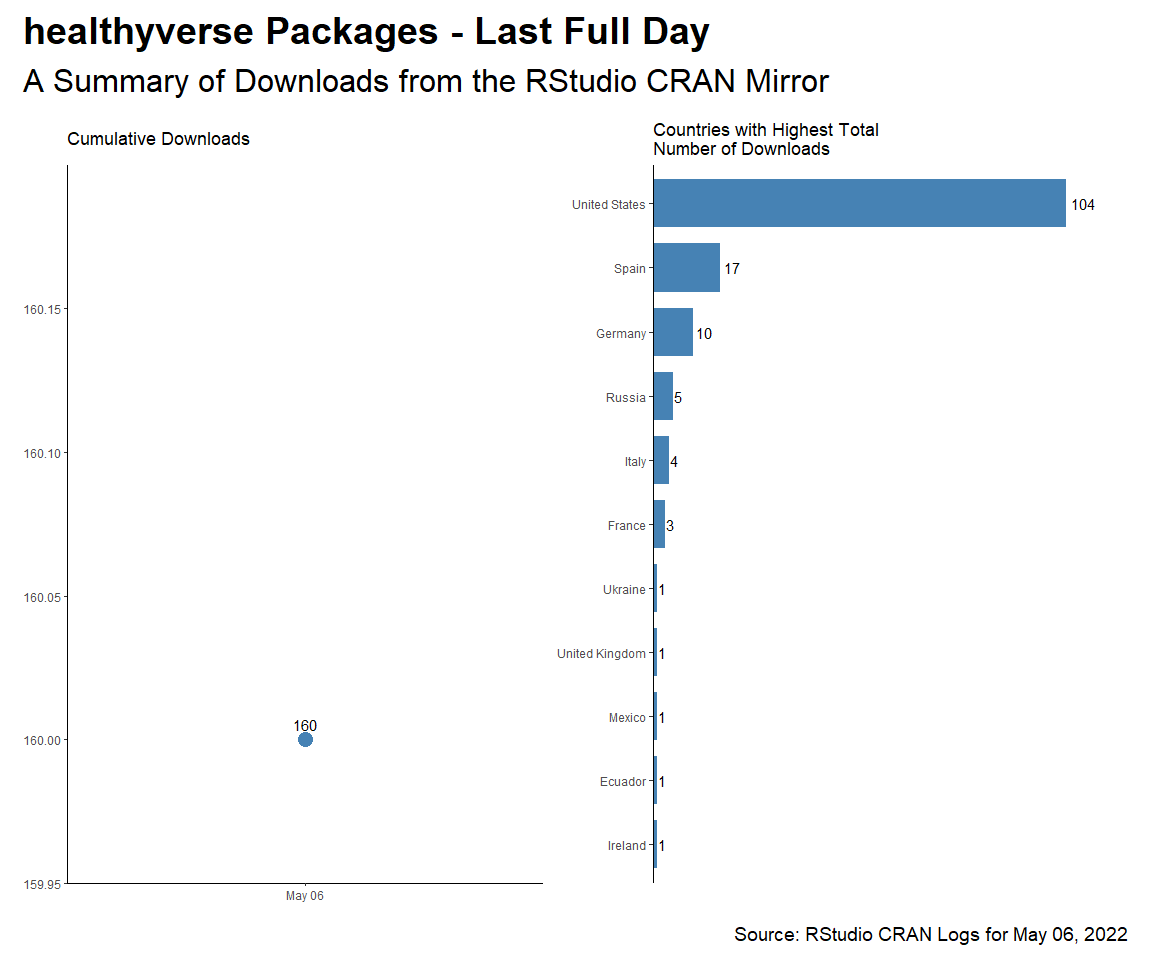 healthyverse Packages - Last Full Day
A Summary of Downloads from the RStudio CRAN Mirror
Cumulative Downloads
160.15
160.10
160.05
160.00
159.95
160
May 06
Countries with Highest Total
Number of Downloads
United States 104
Spain 17
Germany 10
Russia 5
Italy 4
France 3
Ukraine 1
United Kingdom 1
Mexico 1
Ecuador 1
Ireland 1
Source: RStudio CRAN Logs for May 06, 2022